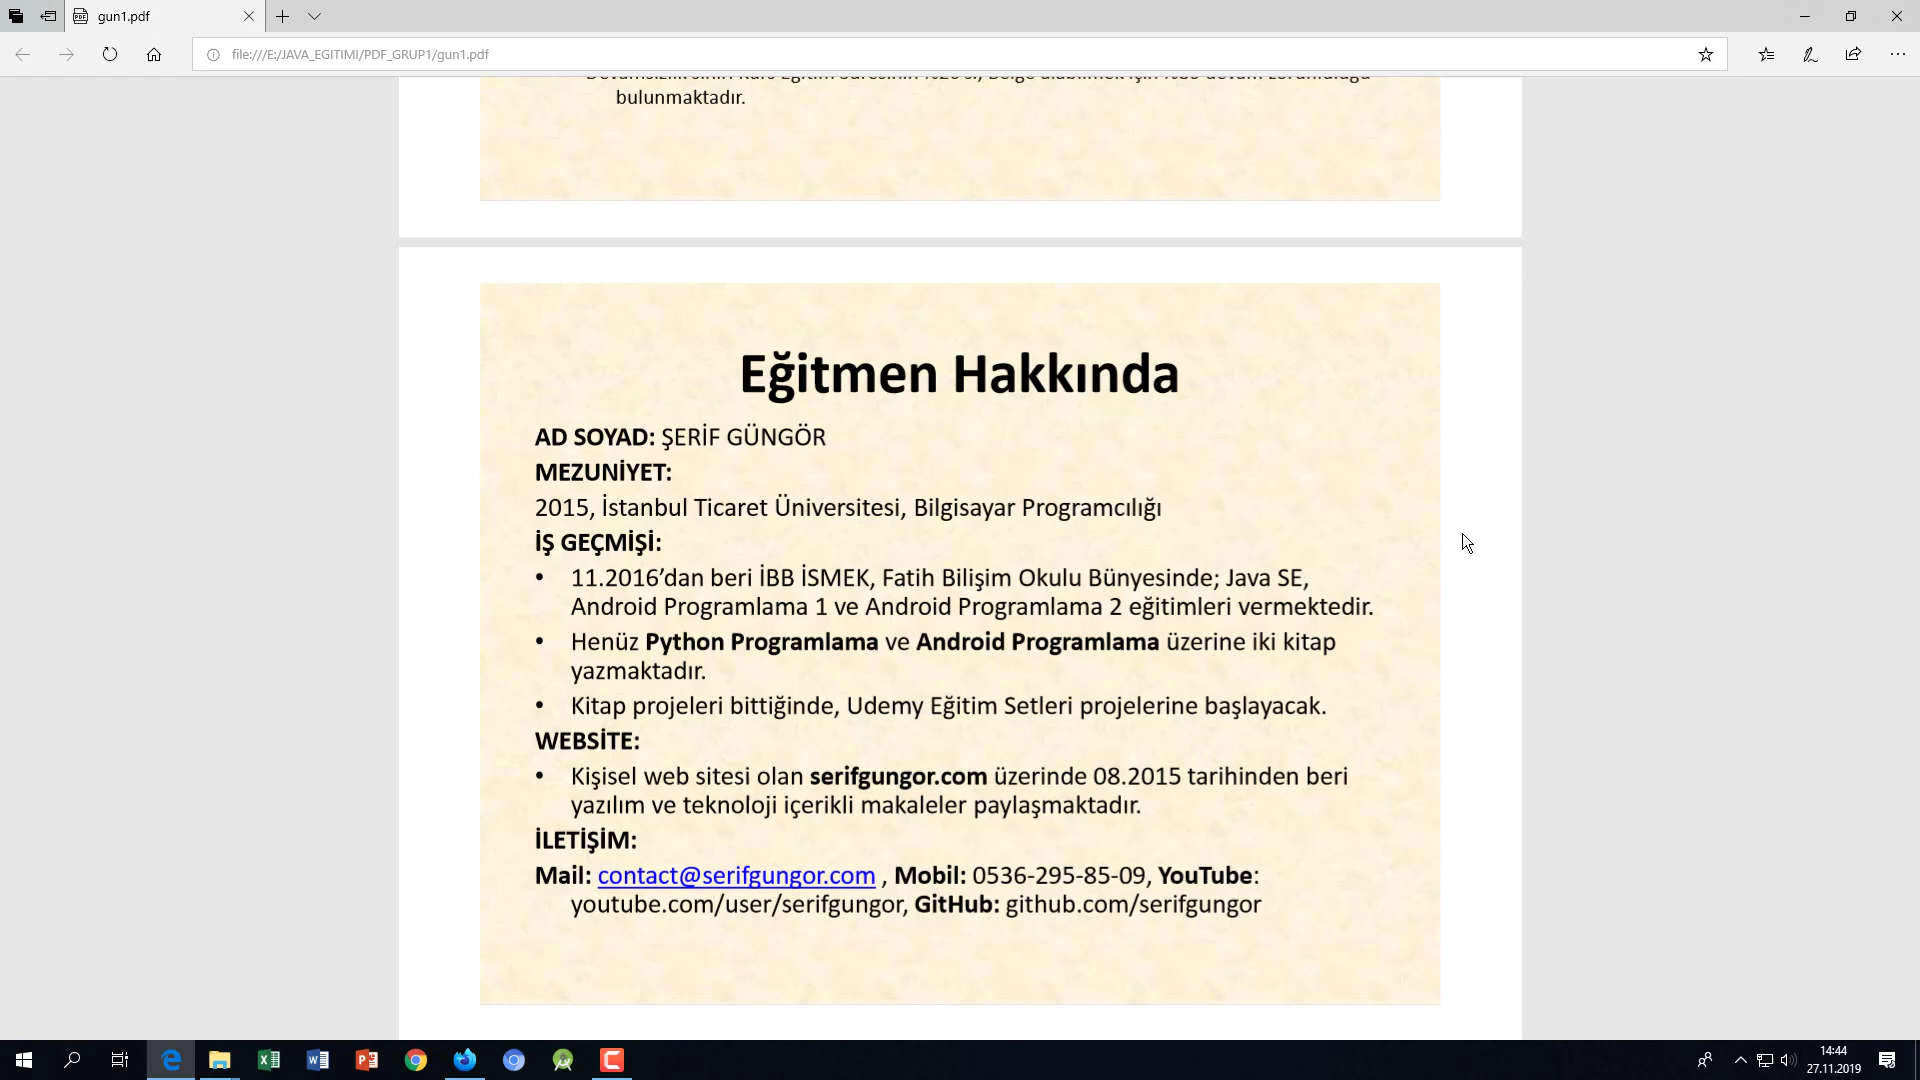 gun1.pdf
file:///E:/JAVA_EGITIMI/PDF_GRUP1/gun1.pdf
bulunmaktadır.
Eğitmen Hakkında
AD SOYAD: ŞERİF GÜNGÖR
MEZUNİYET:
2015, İstanbul Ticaret Üniversitesi, Bilgisayar Programcılığı
İŞ GEÇMİŞİ:
• 11.2016’dan beri İBB İSMEK, Fatih Bilişim Okulu Bünyesinde; Java SE,
Android Programlama 1 ve Android Programlama 2 eğitimleri vermektedir.
• Henüz Python Programlama ve Android Programlama üzerine iki kitap
yazmaktadır.
• Kitap projeleri bittiğinde, Udemy Eğitim Setleri projelerine başlayacak.
WEBSİTE:
• Kişisel web sitesi olan serifgungor.com üzerinde 08.2015 tarihinden beri
yazılım ve teknoloji içerikli makaleler paylaşmaktadır.
İLETİŞİM:
Mail: contact@serifgungor.com , Mobil: 0536-295-85-09, YouTube:
youtube.com/user/serifgungor, GitHub: github.com/serifgungor
14:44
27.11.2019